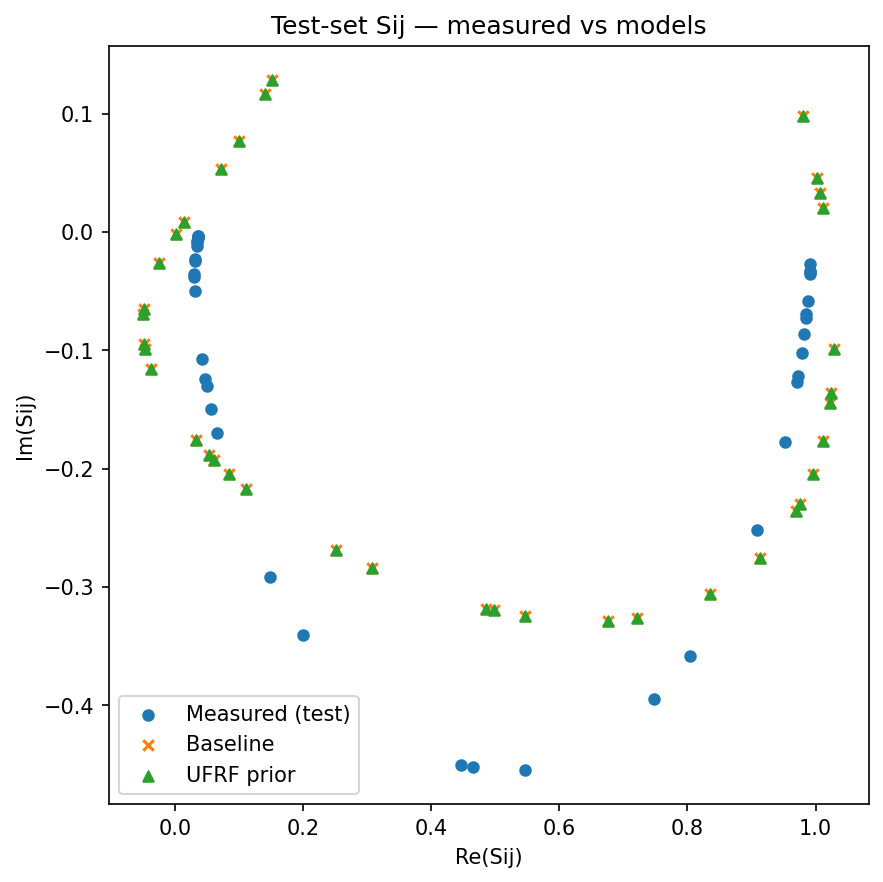 Test-set Sij — measured vs models
0.1
0.0
−0.1
−0.2
−0.3
−0.4
Im(Sij)
Measured (test)
Baseline
UFRF prior
0.0 0.2 0.4 0.6 0.8 1.0
Re(Sij)